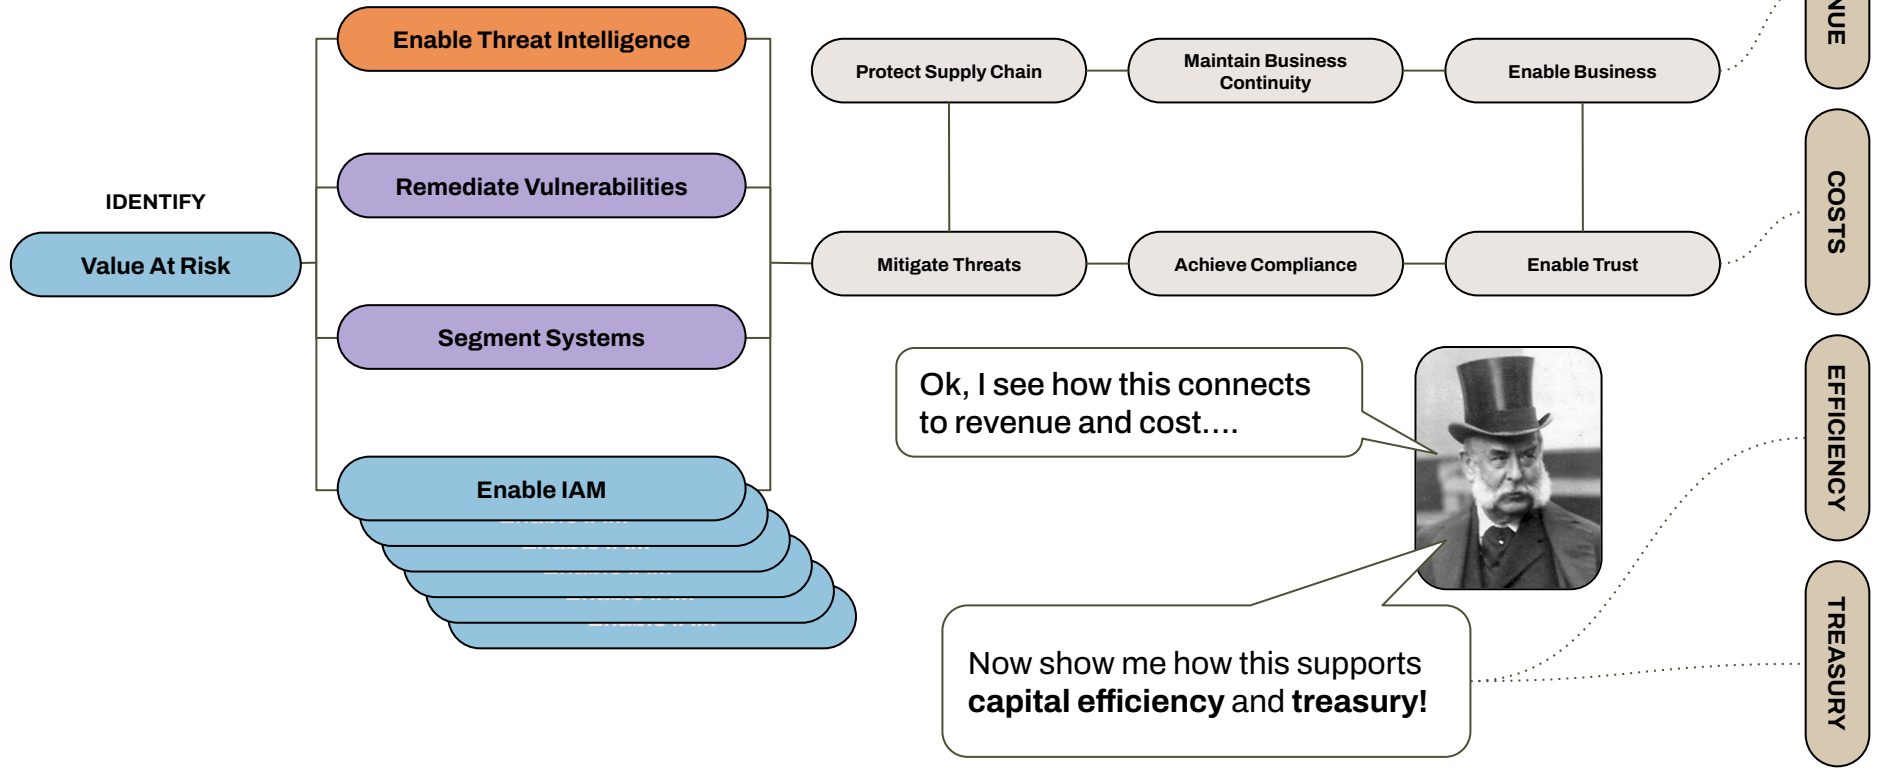 Enable Threat Intelligence
Protect Supply Chain
Maintain Business
Continuity
Enable Business
NUE
Remediate Vulnerabilities
IDENTIFY
Value At Risk
Mitigate Threats
Achieve Compliance
Enable Trust
COSTS
Segment Systems
Ok, I see how this connects
to revenue and cost....
EFFICIENCY
Enable IAM
Now show me how this supports
capital efficiency and treasury!
TREASURY